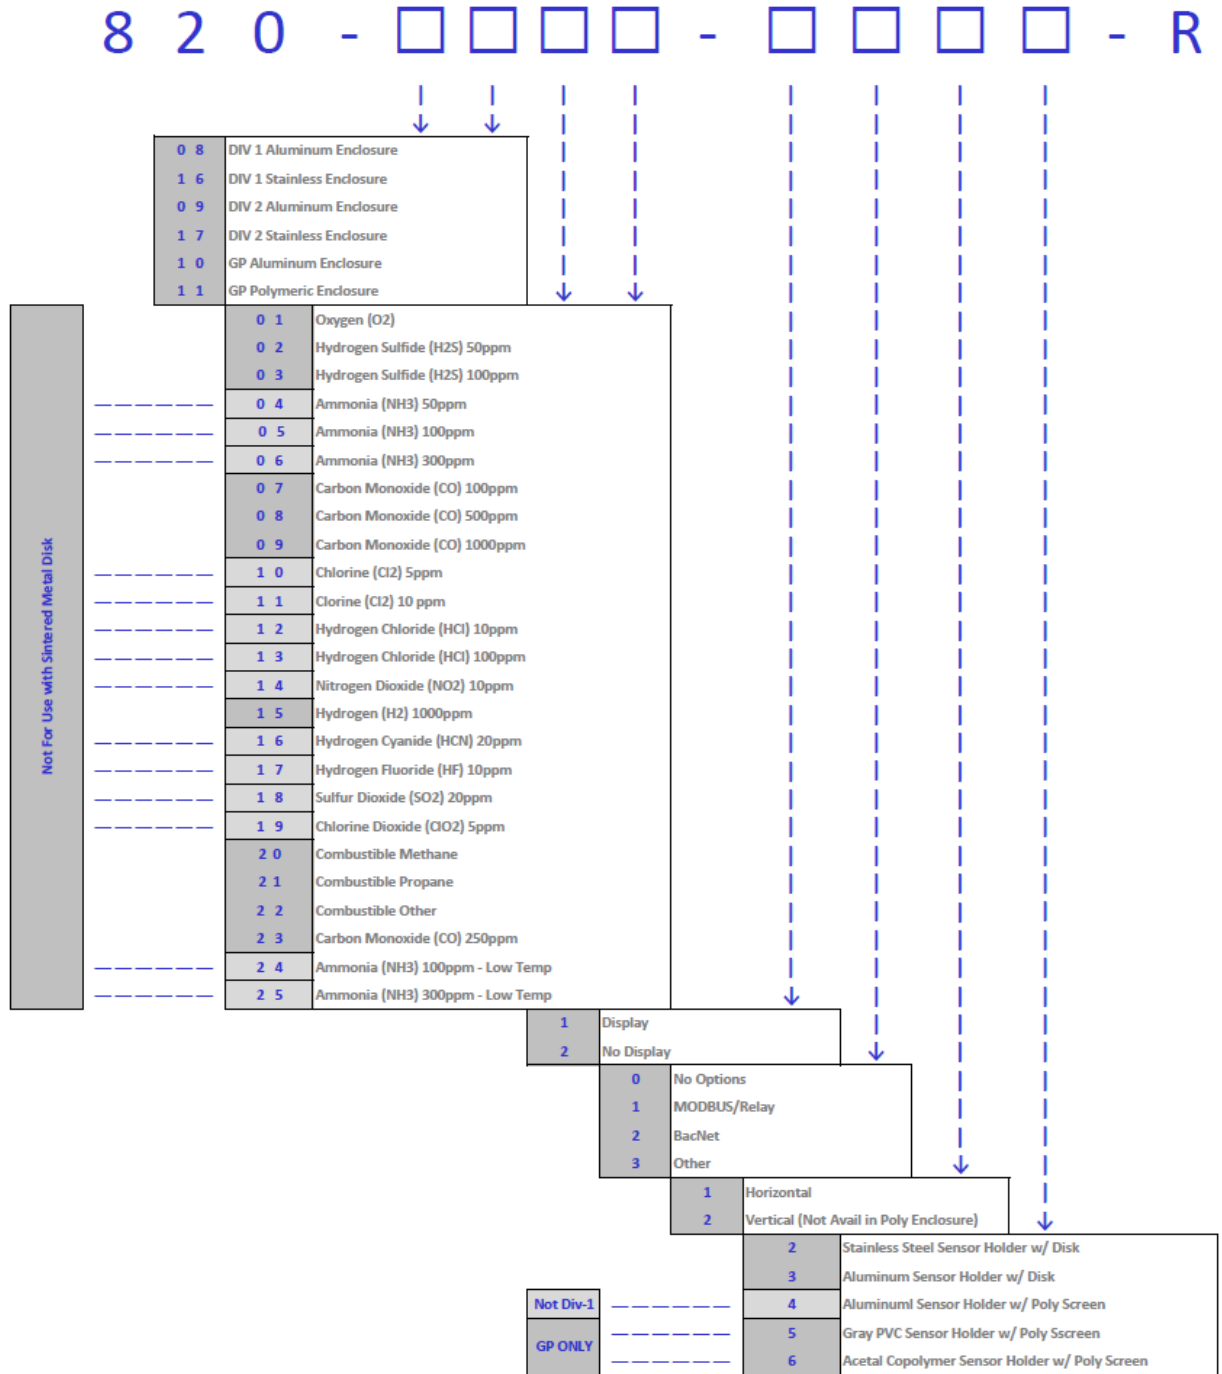 8 2 0 - □ □ □ □ - □ □ □ □ - R
0 8 DIV 1 Aluminum Enclosure
1 6 DIV 1 Stainless Enclosure
0 9 DIV 2 Aluminum Enclosure
1 7 DIV 2 Stainless Enclosure
1 0 GP Aluminum Enclosure
1 1 GP Polymeric Enclosure
Not For Use with Sintered Metal Disk
0 1 Oxygen (O2)
0 2 Hydrogen Sulfide (H2S) 50ppm
0 3 Hydrogen Sulfide (H2S) 100ppm
0 4 Ammonia (NH3) 50ppm
0 5 Ammonia (NH3) 100ppm
0 6 Ammonia (NH3) 300ppm
0 7 Carbon Monoxide (CO) 100ppm
0 8 Carbon Monoxide (CO) 500ppm
0 9 Carbon Monoxide (CO) 1000ppm
1 0 Chlorine (Cl2) 5ppm
1 1 Clorine (Cl2) 10 ppm
1 2 Hydrogen Chloride (HCl) 10ppm
1 3 Hydrogen Chloride (HCl) 100ppm
1 4 Nitrogen Dioxide (NO2) 10ppm
1 5 Hydrogen (H2) 1000ppm
1 6 Hydrogen Cyanide (HCN) 20ppm
1 7 Hydrogen Fluoride (HF) 10ppm
1 8 Sulfur Dioxide (SO2) 20ppm
1 9 Chlorine Dioxide (ClO2) 5ppm
2 0 Combustible Methane
2 1 Combustible Propane
2 2 Combustible Other
2 3 Carbon Monoxide (CO) 250ppm
2 4 Ammonia (NH3) 100ppm - Low Temp
2 5 Ammonia (NH3) 300ppm - Low Temp
1 Display
2 No Display
0 No Options
1 MODBUS/Relay
2 BacNet
3 Other
1 Horizontal
2 Vertical (Not Avail in Poly Enclosure)
2 Stainless Steel Sensor Holder w/ Disk
3 Aluminum Sensor Holder w/ Disk
Not Div-1 4 Aluminuml Sensor Holder w/ Poly Screen
GP ONLY
5 Gray PVC Sensor Holder w/ Poly Sscreen
6 Acetal Copolymer Sensor Holder w/ Poly Screen